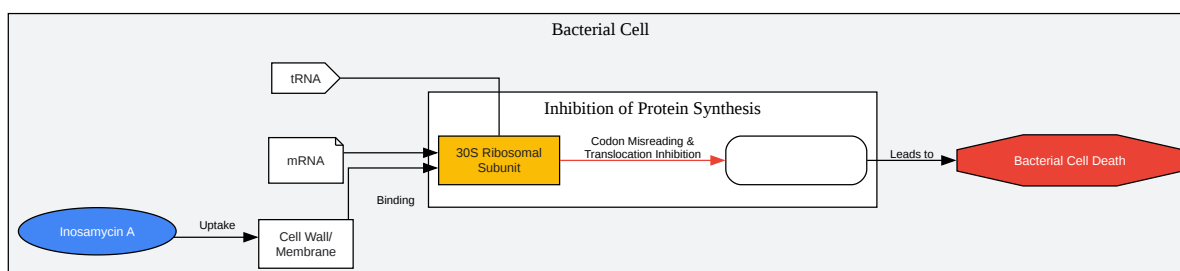 Bacterial Cell
tRNA
Inhibition of Protein Synthesis
mRNA
30S Ribosomal
Subunit
Codon Misreading &
Translocation Inhibition
Leads to
Bacterial Cell Death
Binding
Inosamycin A
Uptake
Cell Wall/
Membrane